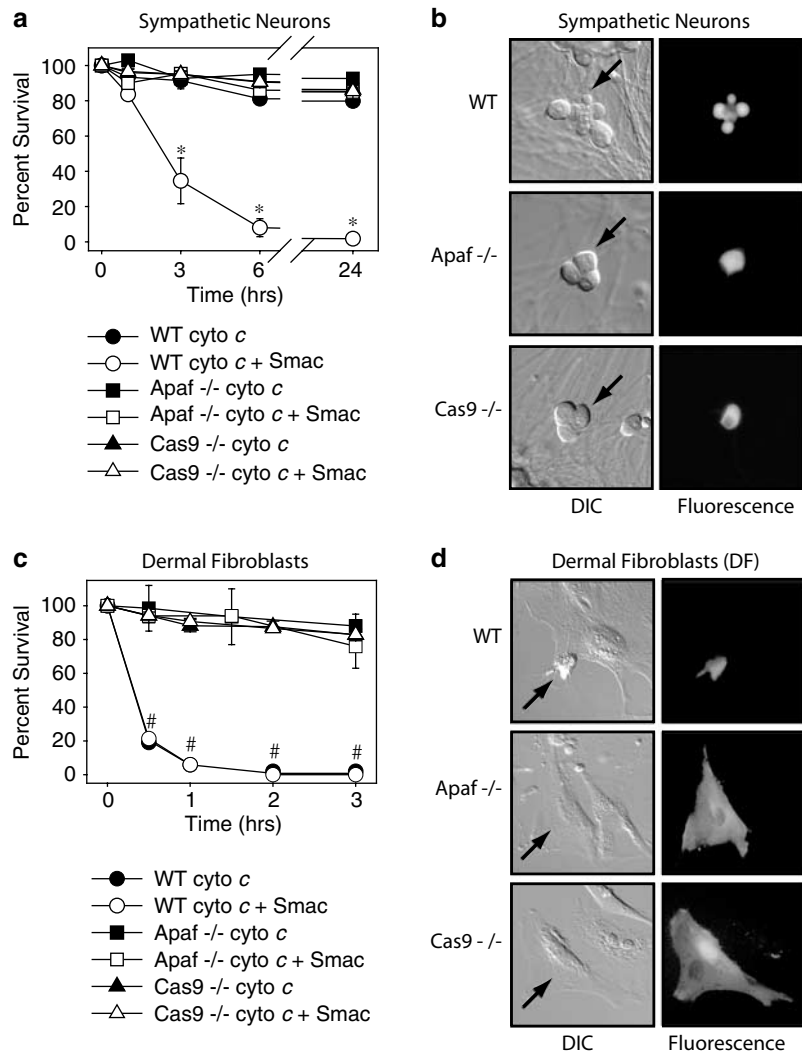 a
Sympathetic Neurons
Percent Survival
100
80
60
40
20
0
*
*
*
0
3
6
24
Time (hrs)
WT cyto c
WT cyto c + Smac
Apaf -/- cyto c
Apaf -/- cyto c + Smac
Cas9 -/- cyto c
Cas9 -/- cyto c + Smac
b
Sympathetic Neurons
WT
Apaf -/-
Cas9 -/-
DIC
Fluorescence
c
Dermal Fibroblasts
Percent Survival
100
80
60
40
20
0
#
#
#
#
0
1
2
3
Time (hrs)
WT cyto c
WT cyto c + Smac
Apaf -/- cyto c
Apaf -/- cyto c + Smac
Cas9 -/- cyto c
Cas9 -/- cyto c + Smac
d
Dermal Fibroblasts (DF)
WT
Apaf -/-
Cas9 -/-
DIC
Fluorescence